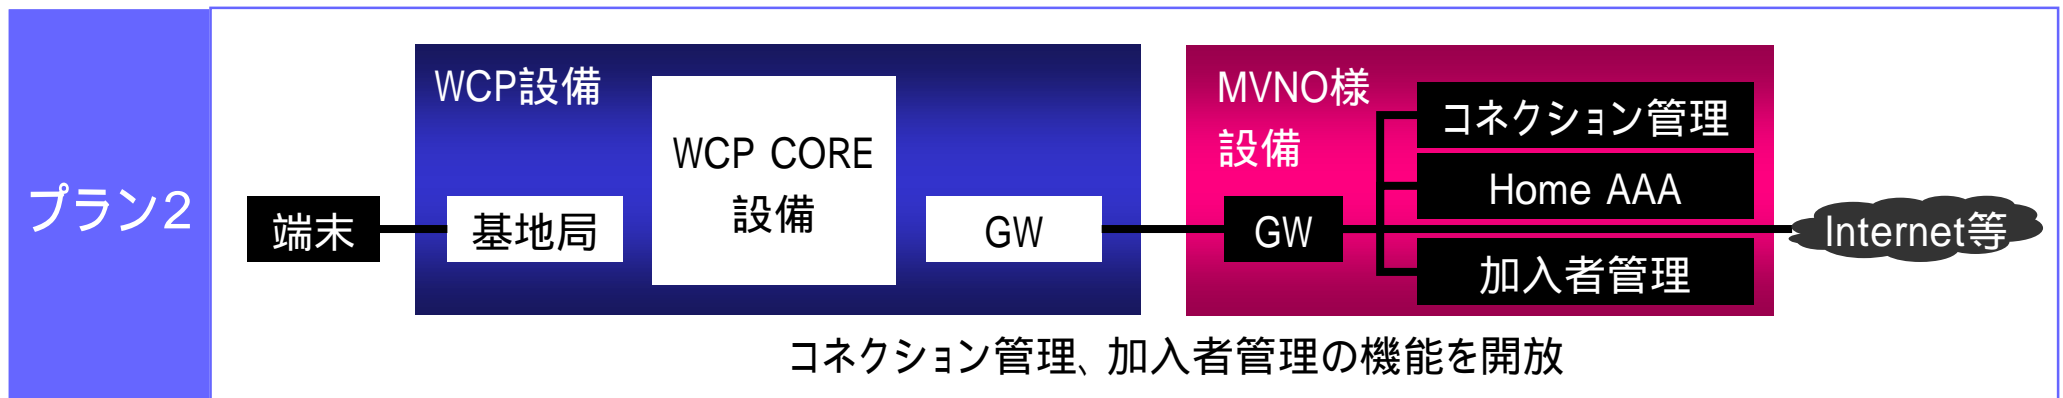 プラン2
WCP設備
WCP CORE
設備
端末
基地局
GW
MVNO様
設備
GW
コネクション管理
Home AAA
加入者管理
Internet等
コネクション管理、加入者管理の機能を開放